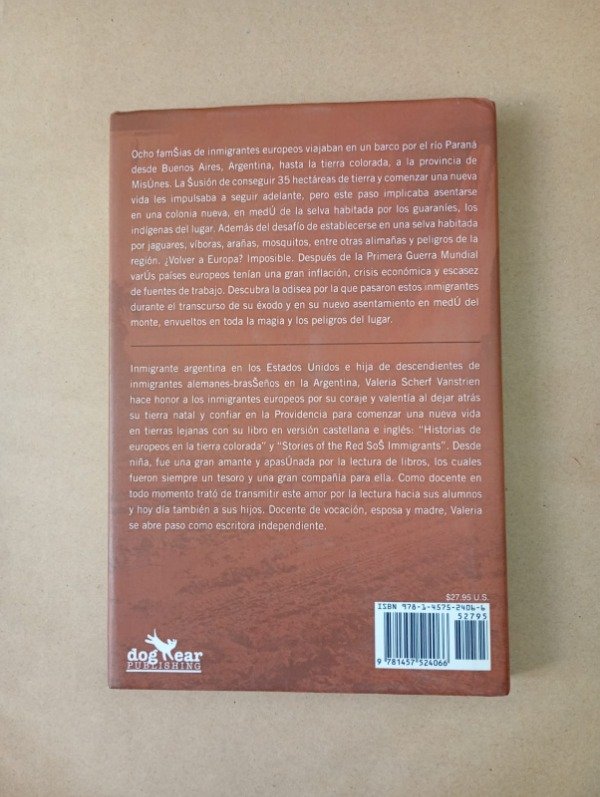 Ocho famŠias de inmigrantes europeos viajaban en un barco por el río Paraná
desde Buenos Aires, Argentina, hasta la tierra colorada, a la provincia de
MisÚnes. La Šusión de conseguir 35 hectáreas de tierra y comenzar una nueva
vida les impulsaba a seguir adelante, pero este paso implicaba asentarse
en una colonia nueva, en medÚ de la selva habitada por los guaraníes, los
indígenas del lugar. Además del desafío de establecerse en una selva habitada
por jaguares, víboras, arañas, mosquitos, entre otras alimañas y peligros de la
región. ¿Volver a Europa? Imposible. Después de la Primera Guerra Mundial
varÚs países europeos tenían una gran inflación, crisis económica y escasez
de fuentes de trabajo. Descubra la odisea por la que pasaron estos inmigrantes
durante el transcurso de su éxodo y en su nuevo asentamiento en medÚ del
monte, envueltos en toda la magia y los peligros del lugar.
Inmigrante argentina en los Estados Unidos e hija de descendientes de
inmigrantes alemanes-brasŠeños en la Argentina, Valeria Scherf Vanstrien
hace honor a los inmigrantes europeos por su coraje y valentía al dejar atrás
su tierra natal y confiar en la Providencia para comenzar una nueva vida
en tierras lejanas con su libro en versión castellana e inglés: “Historias de
europeos en la tierra colorada” y “Stories of the Red SoŠ Immigrants”. Desde
niña, fue una gran amante y apasÚnada por la lectura de libros, los cuales
fueron siempre un tesoro y una gran compañía para ella. Como docente en
todo momento trató de transmitir este amor por la lectura hacia sus alumnos
y hoy día también a sus hijos. Docente de vocación, esposa y madre, Valeria
se abre paso como escritora independiente.
$27.95 U.S.
ISBN 978-1-4575-2406-6
52795
9 781457 524066
dog ear
PUBLISHING